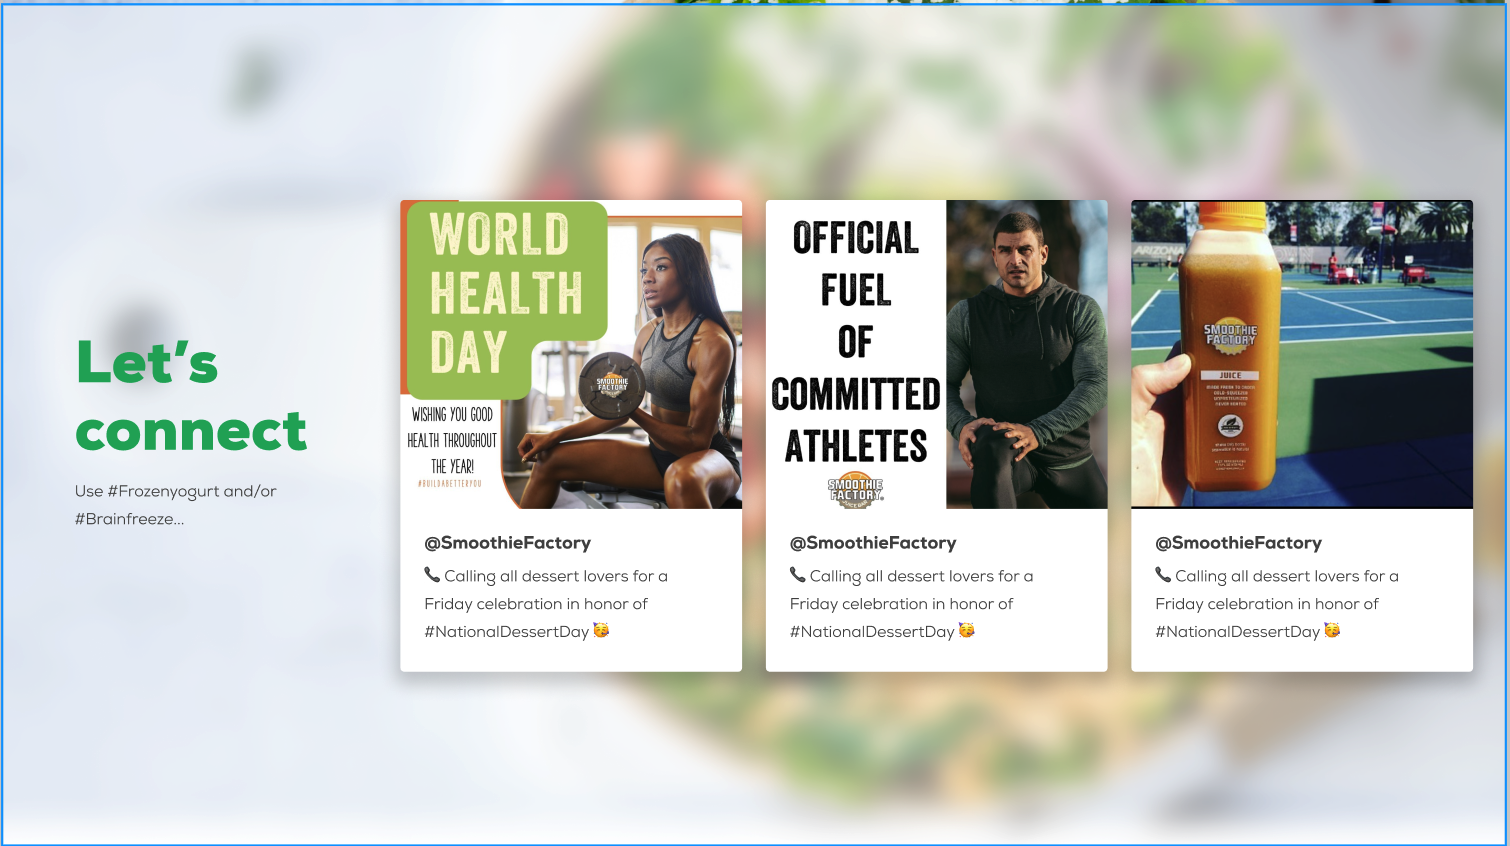 Let's
connect
Use #Frozenyogurt and/or
#Brainfreeze...
WORLD
HEALTH
DAY
SMOOTHIE
FACTORY
WISHING YOU GOOD
HEALTH THROUGHOUT
THE YEAR!
#BUILDABETTERYOU
@SmoothieFactory
📞 Calling all dessert lovers for a
Friday celebration in honor of
#NationalDessertDay 🥳
OFFICIAL
FUEL
OF
COMMITTED
ATHLETES
SMOOTHIE
FACTORY®
JUICE BAR
@SmoothieFactory
📞 Calling all dessert lovers for a
Friday celebration in honor of
#NationalDessertDay 🥳
ARIZONA
SMOOTHIE
FACTORY
JUICE
@SmoothieFactory
📞 Calling all dessert lovers for a
Friday celebration in honor of
#NationalDessertDay 🥳